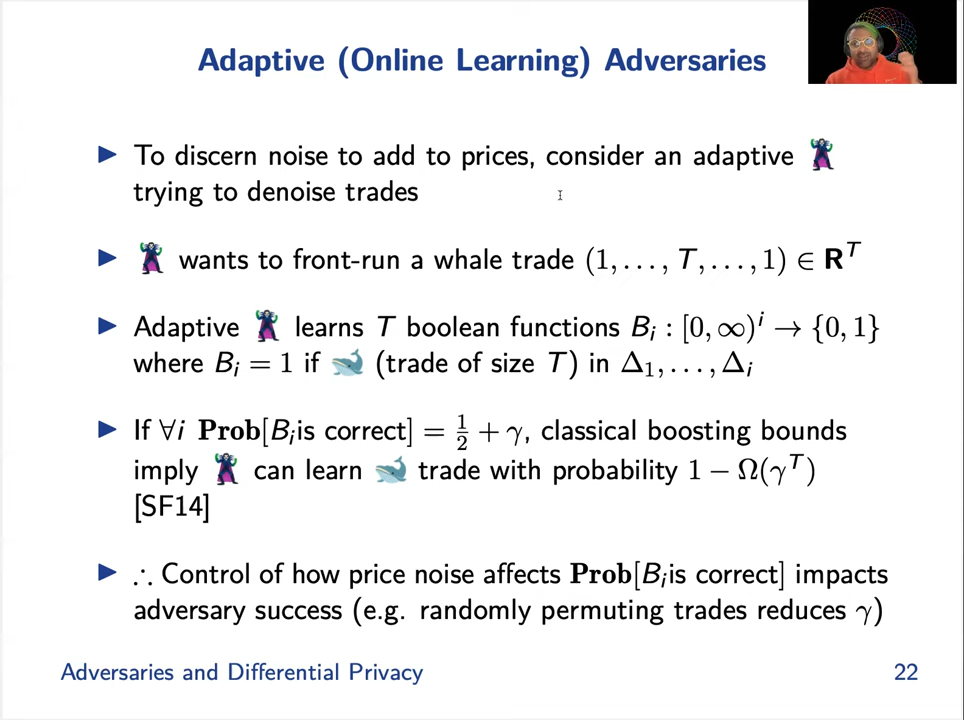 Adaptive (Online Learning) Adversaries
▶ To discern noise to add to prices, consider an adaptive 🦹
trying to denoise trades
▶ 🦹 wants to front-run a whale trade (1, . . . , T, . . . , 1) ∈ R^T
▶ Adaptive 🦹 learns T boolean functions B_i : [0, ∞)^i → {0, 1}
where B_i = 1 if 🐳 (trade of size T) in Δ_1, . . . , Δ_i
▶ If ∀i Prob[B_i is correct] = 1/2 + γ, classical boosting bounds
imply 🦹 can learn 🐳 trade with probability 1 − Ω(γ^T)
[SF14]
▶ ∴ Control of how price noise affects Prob[B_i is correct] impacts
adversary success (e.g. randomly permuting trades reduces γ)
Adversaries and Differential Privacy 22